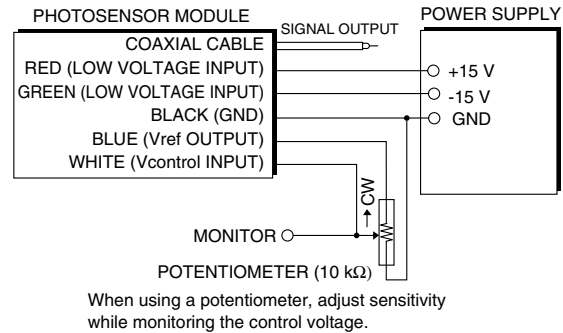 PHOTOSENSOR MODULE
POWER SUPPLY
SIGNAL OUTPUT
COAXIAL CABLE
RED (LOW VOLTAGE INPUT)
+15 V
GREEN (LOW VOLTAGE INPUT)
-15 V
BLACK (GND)
GND
BLUE (Vref OUTPUT)
WHITE (Vcontrol INPUT)
CW
MONITOR
POTENTIOMETER (10 kΩ)
When using a potentiometer, adjust sensitivity
while monitoring the control voltage.